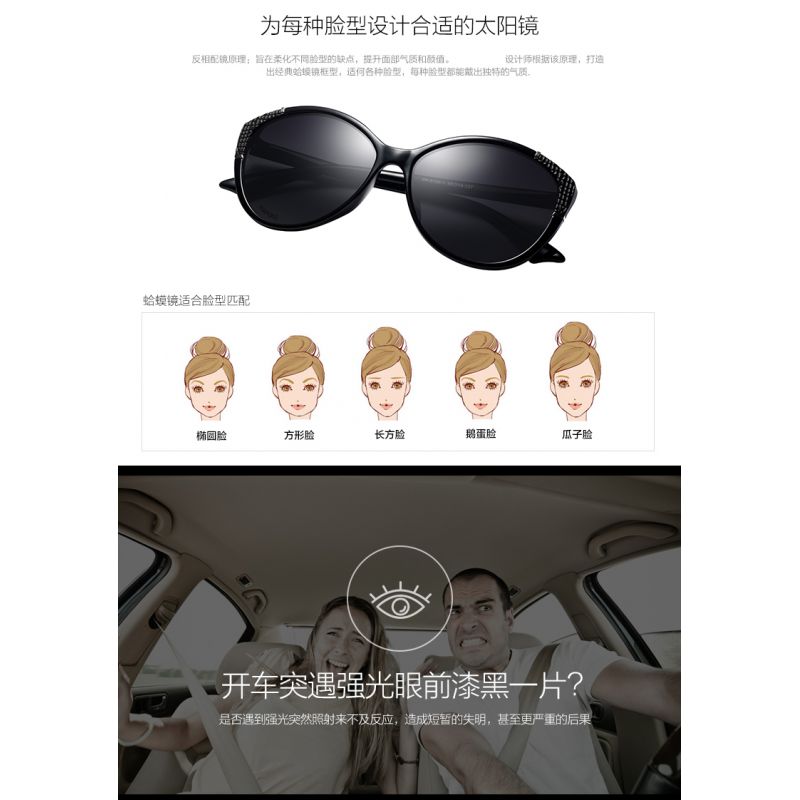 为每种脸型设计合适的太阳镜
反相配镜原理；旨在柔化不同脸型的缺点，提升面部气质和颜值。 设计师根据该原理，打造
出经典蛤蟆镜框型，适何各种脸型，每种脸型都能戴出独特的气质.
蛤蟆镜适合脸型匹配
椭圆脸 方形脸 长方脸 鹅蛋脸 瓜子脸
开车突遇强光眼前漆黑一片?
是否遇到强光突然照射来不及反应，造成短暂的失明，甚至更严重的后果